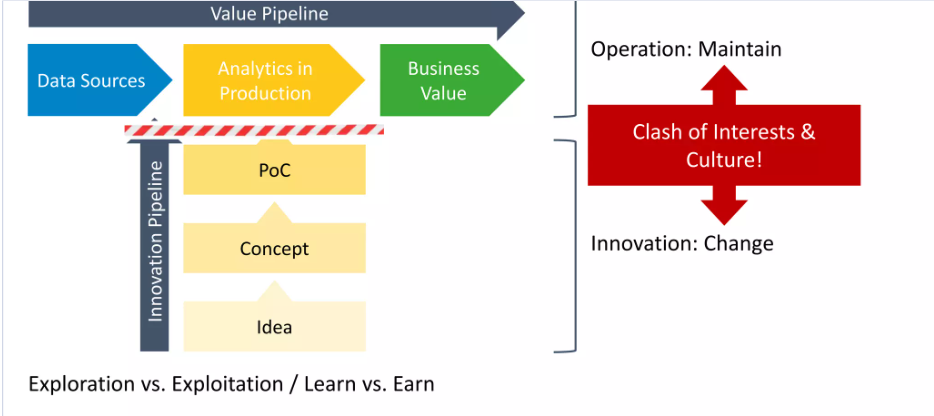 Value Pipeline
Data Sources
Analytics in
Production
Business
Value
Operation: Maintain
Clash of Interests &
Culture!
Innovation: Change
Innovation Pipeline
PoC
Concept
Idea
Exploration vs. Exploitation / Learn vs. Earn